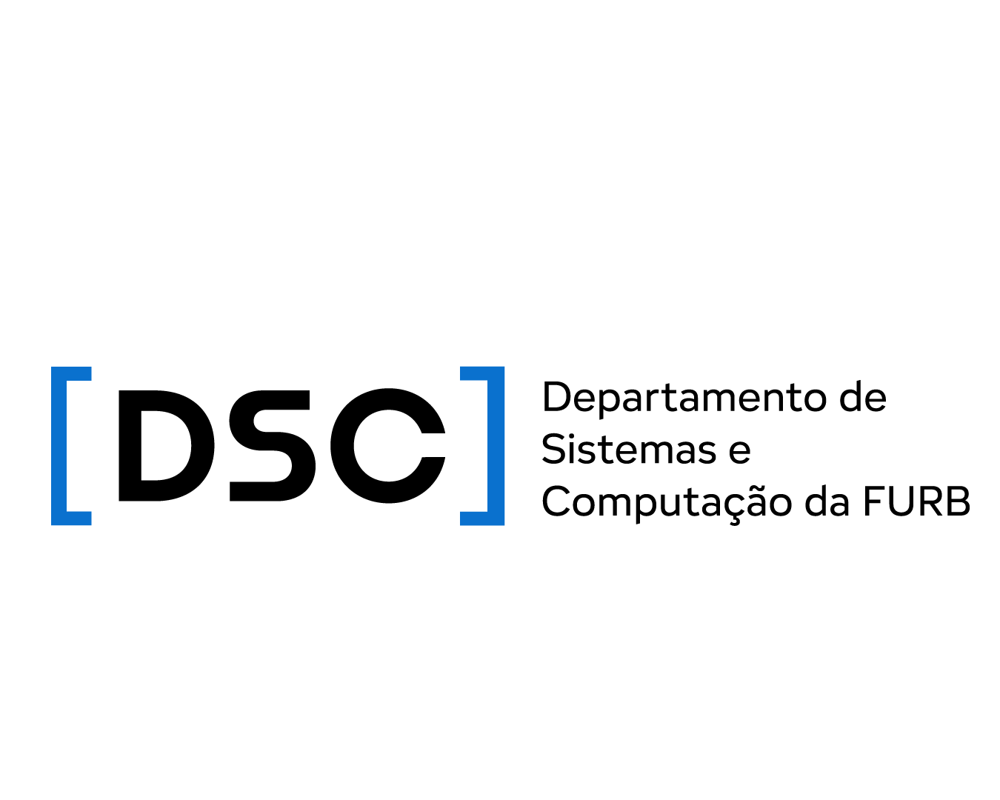 [DSC]
Departamento de
Sistemas e
Computação da FURB